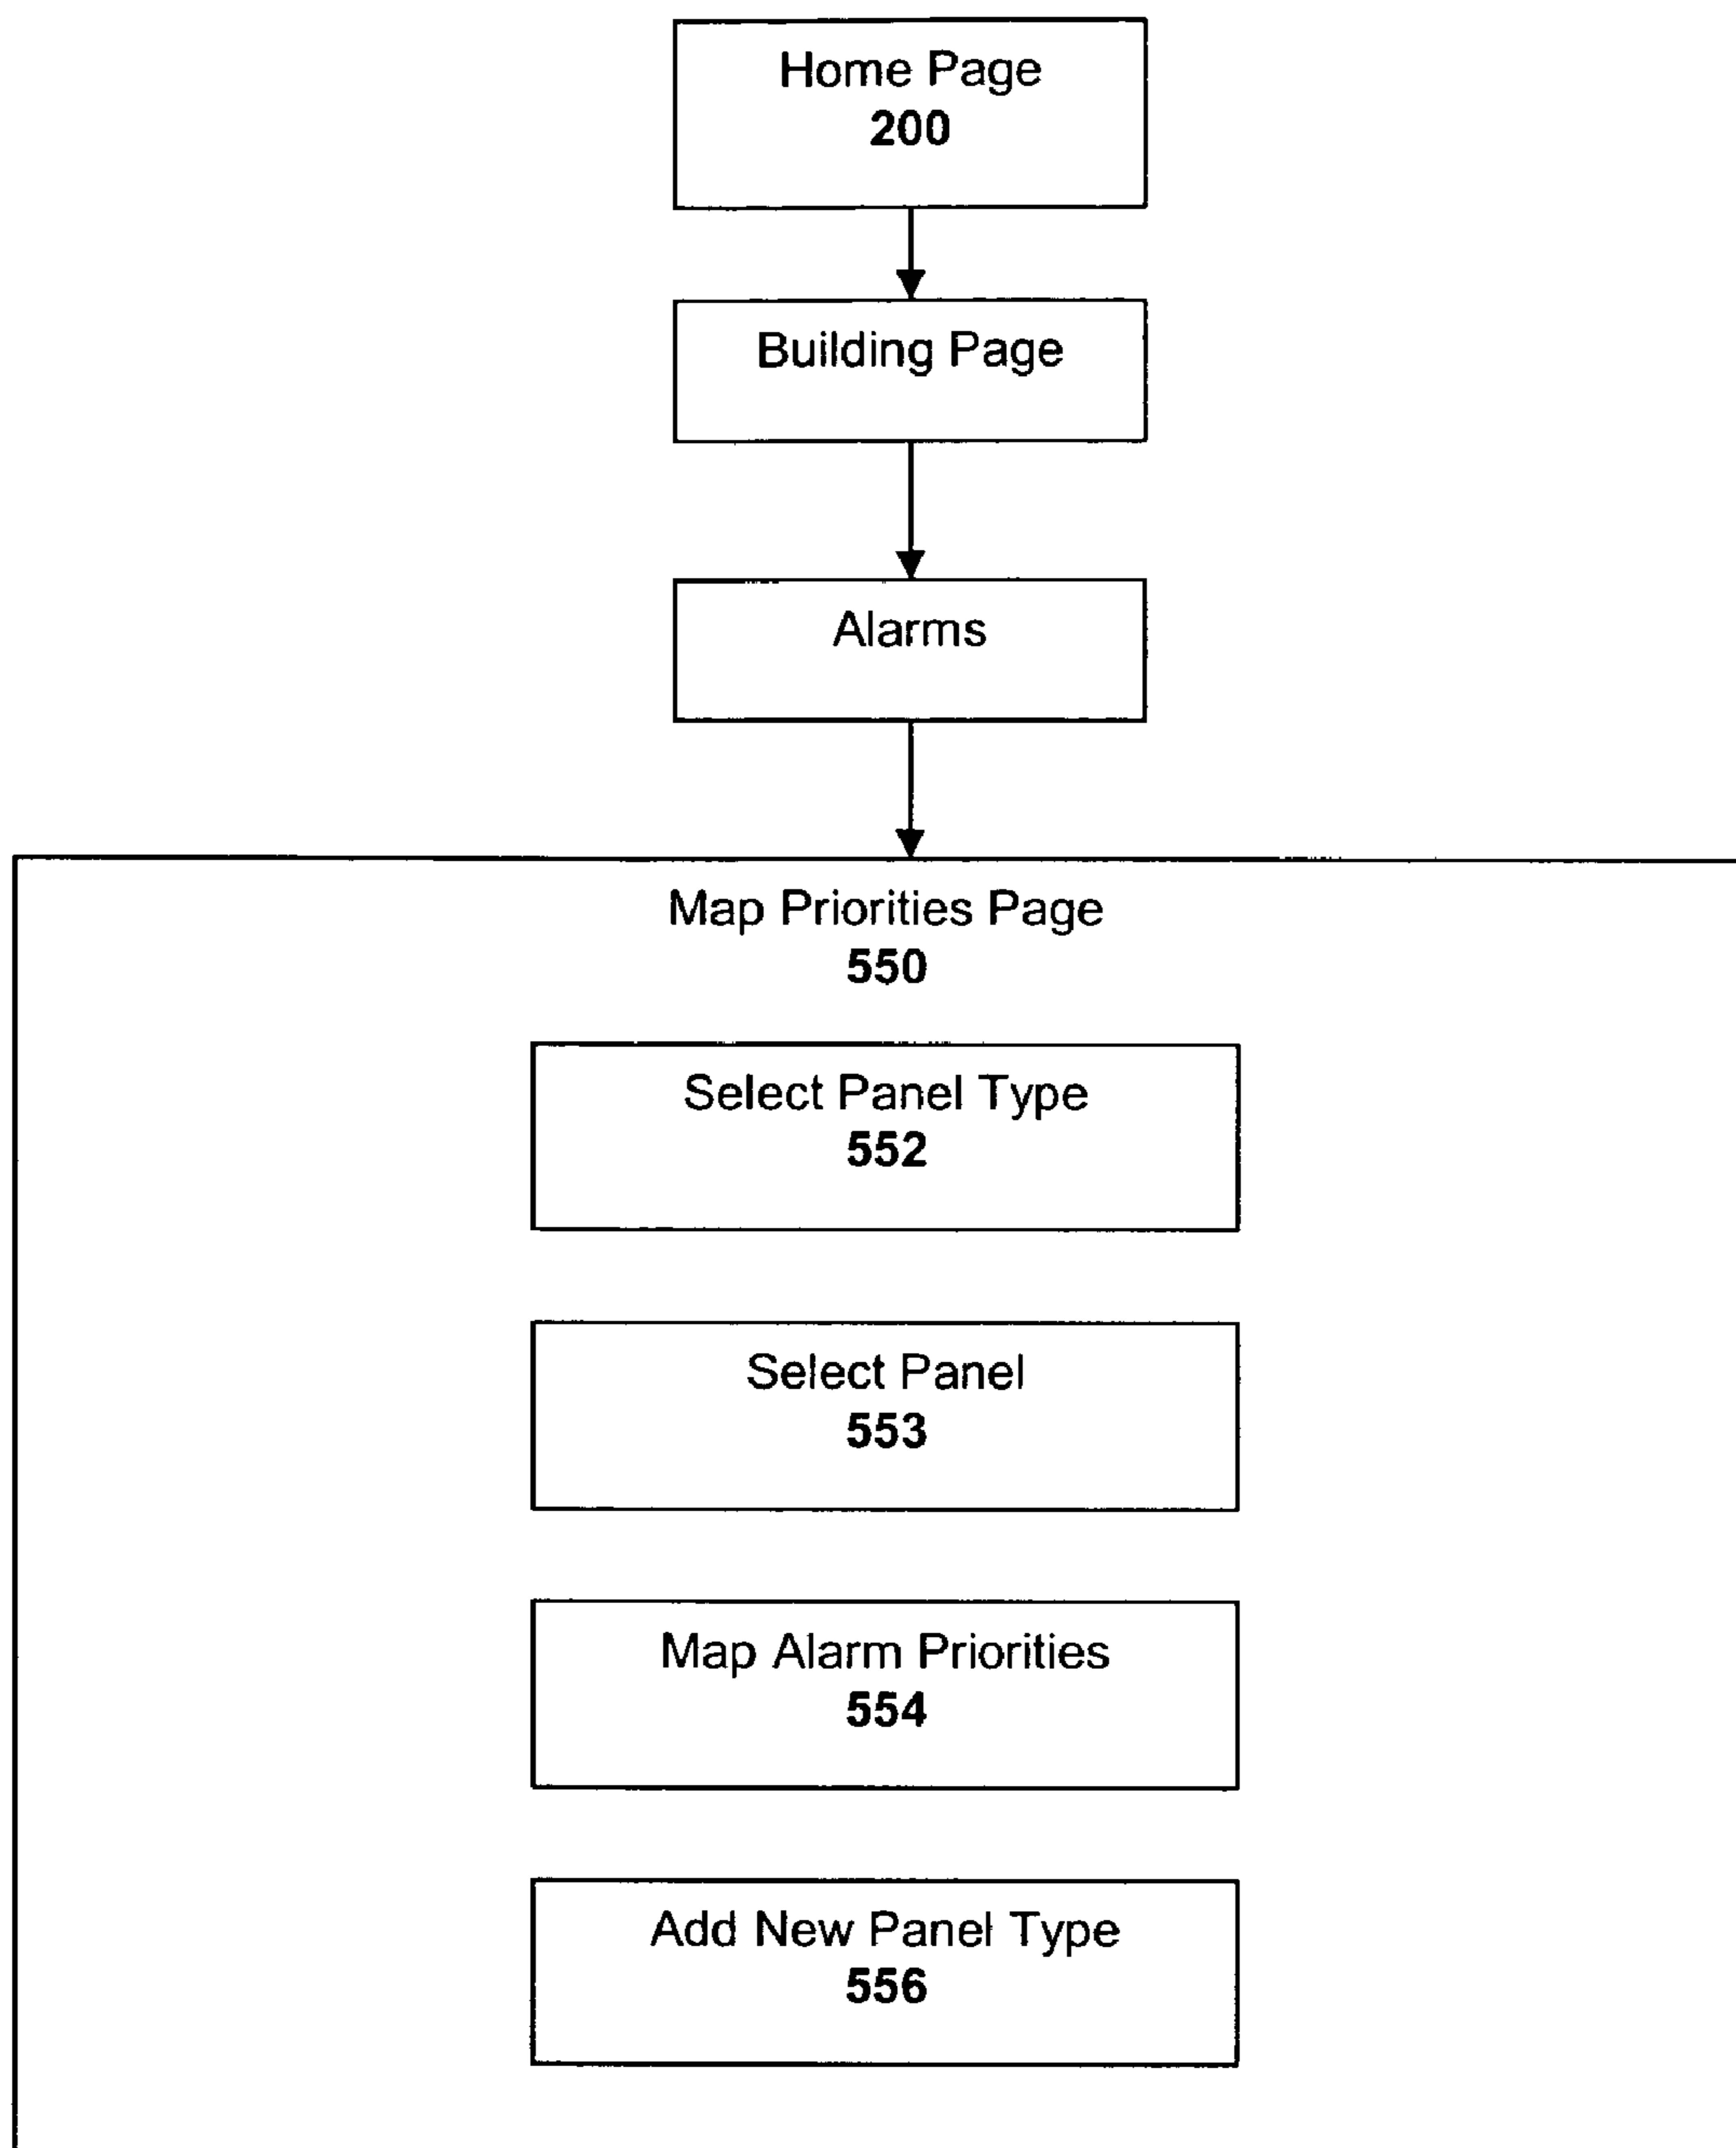 Home Page
200
Building Page
Alarms
Map Priorities Page
550
Select Panel Type
552
Select Panel
553
Map Alarm Priorities
554
Add New Panel Type
556